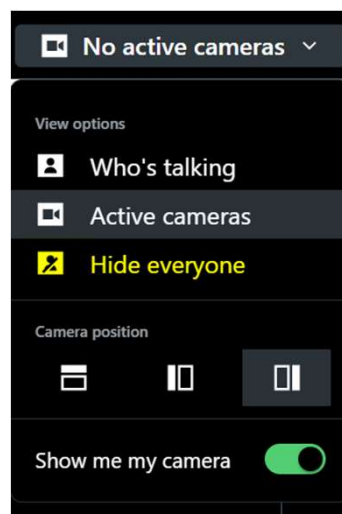 No active cameras
View options
Who's talking
Active cameras
Hide everyone
Camera position
Show me my camera